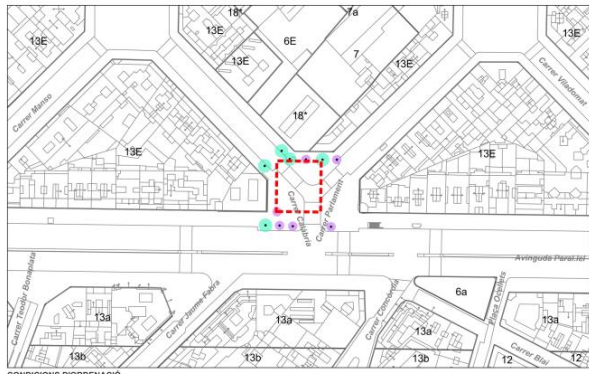 18*
7a
13E
6E
13E
13E
7
13E
Carrer Viladomat
Carrer Manso
18*
13E
13E
Carrer Calàbria
Carrer Parlament
Avinguda Paral.lel
Carrer Teodor Bonaplata
Carrer Jaume Fabra
Carrer Concòrdia
6a
Plaça Ocellets
13a
13a
13a
13a
13b
13b
13b
Carrer Blai
12
12
CONDICIONS D'ORDENACIÓ